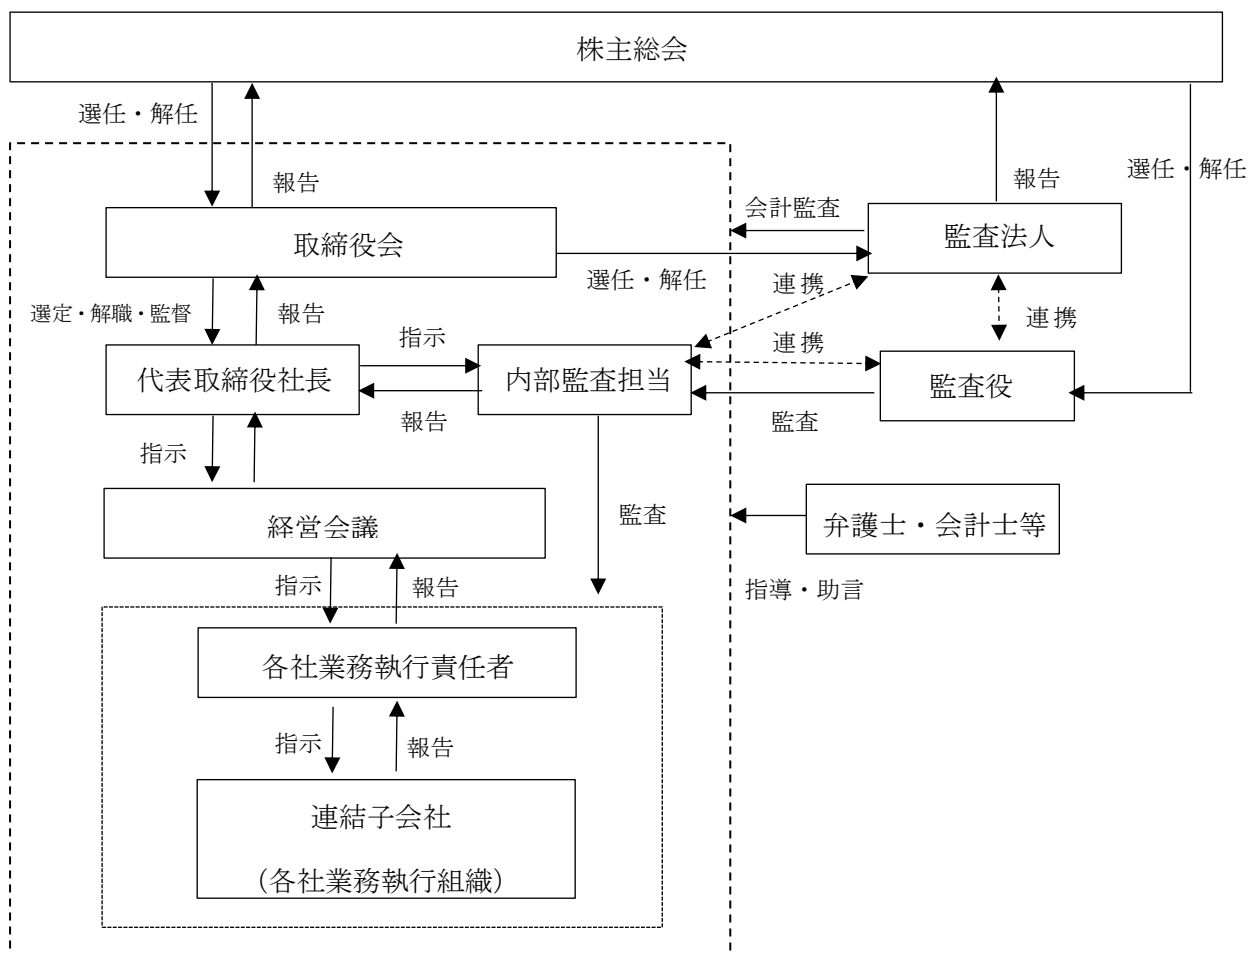 株主総会
選任・解任
報告
報告
選任・解任
会計監査
取締役会
監査法人
選任・解任
連携
選定・解職・監督
報告
連携
指示
連携
代表取締役社長
内部監査担当
監査役
報告
監査
指示
経営会議
監査
弁護士・会計士等
指示
報告
指導・助言
各社業務執行責任者
指示
報告
連結子会社
（各社業務執行組織）